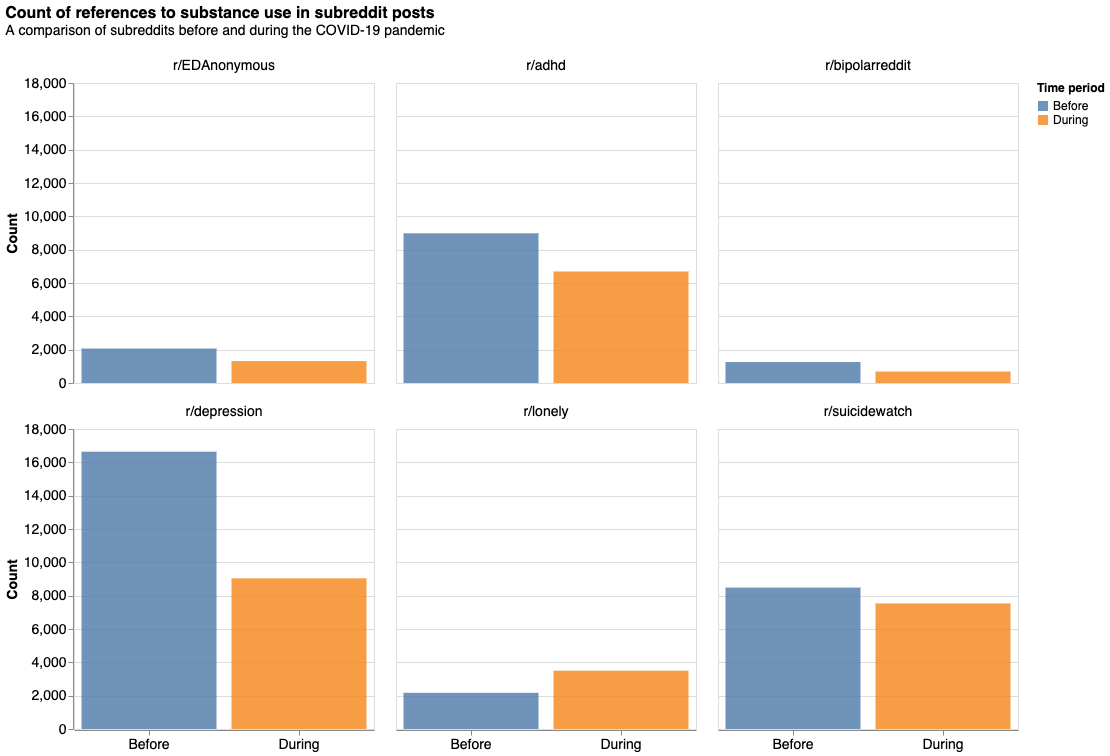 Count of references to substance use in subreddit posts
A comparison of subreddits before and during the COVID-19 pandemic
r/EDAnonymous r/adhd r/bipolarreddit
Time period
Before
During
18,000
16,000
14,000
12,000
10,000
8,000
6,000
4,000
2,000
0
Count
r/depression r/lonely r/suicidewatch
18,000
16,000
14,000
12,000
10,000
8,000
6,000
4,000
2,000
0
Count
Before During Before During Before During